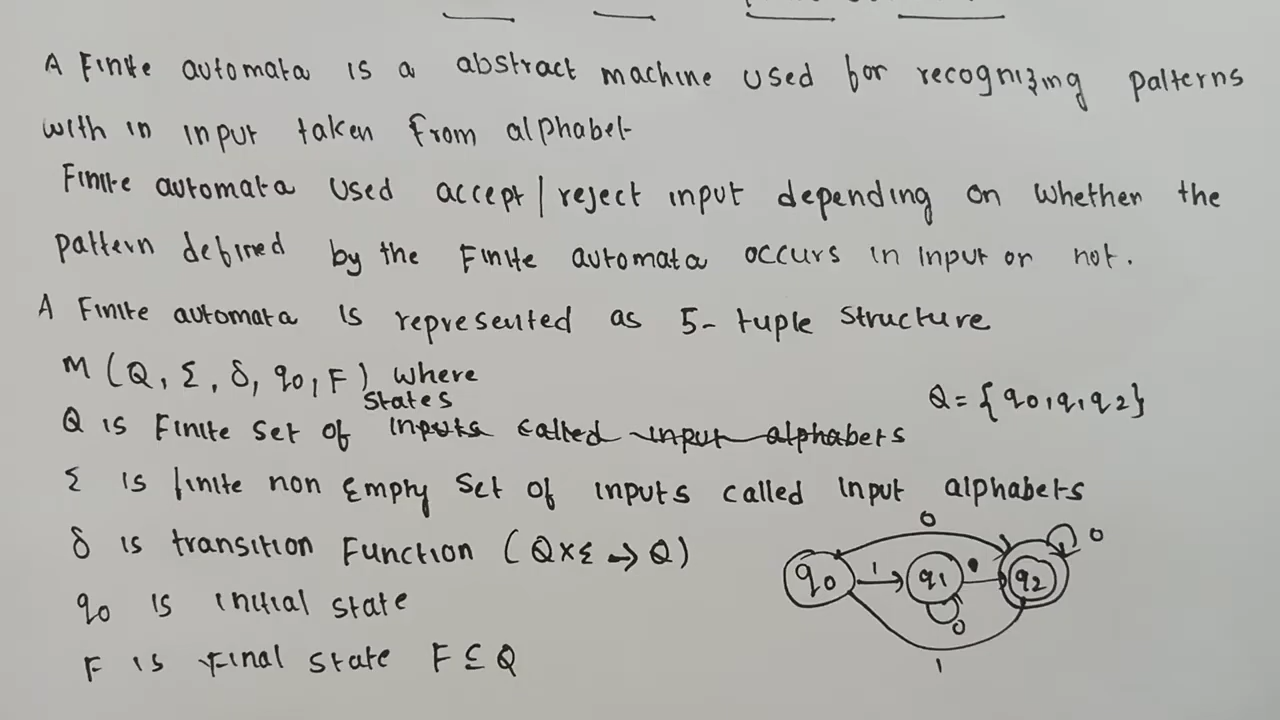 A Finite automata is a abstract machine used for recognizing patterns
with in input taken from alphabet
Finite automata used accept/reject input depending on whether the
pattern defined by the Finite automata occurs in input or not.
A Finite automata is represented as 5-tuple structure
M (Q, Σ, δ, q0, F) where
states
Q = {q0, q1, q2}
Q is Finite set of inputs called input alphabets
Σ is finite non Empty set of inputs called input alphabets
δ is transition Function (Q×Σ → Q)
q0 is initial state
F is Final state F Σ Q
0
0
q0 1 q1 q2
0
1